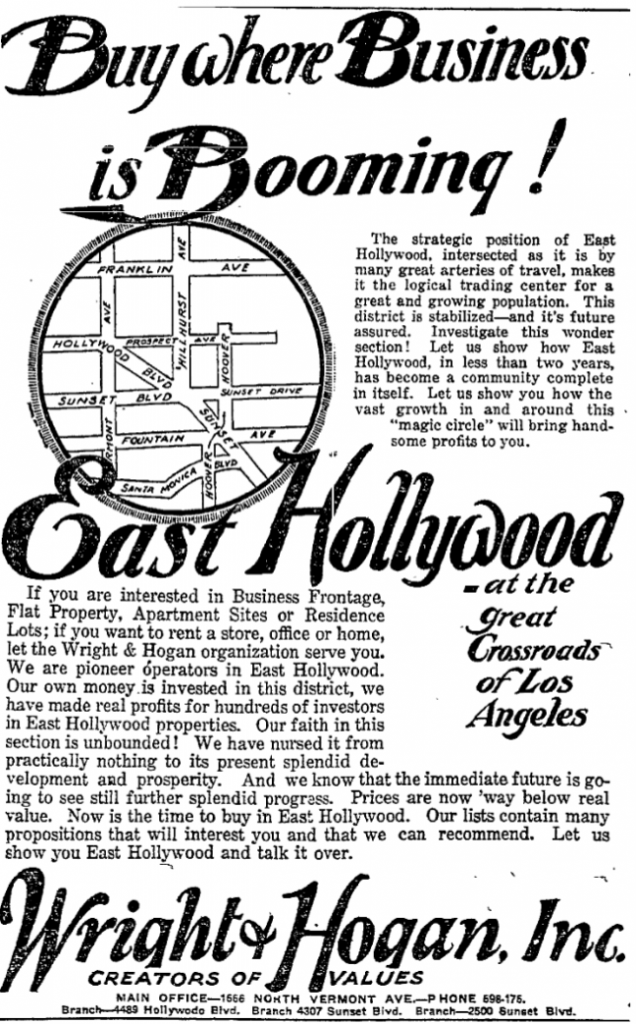 Buy where Business
is Booming!
The strategic position of East
Hollywood, intersected as it is by
many great arteries of travel, makes
it the logical trading center for a
great and growing population. This
district is stabilized—and it's future
assured. Investigate this wonder
section! Let us show how East
Hollywood, in less than two years,
has become a community complete
in itself. Let us show you how the
vast growth in and around this
"magic circle" will bring hand-
some profits to you.
FRANKLIN AVE
AVE
HILLHURST AVE
PROSPECT AVE
HOLLYWOOD BLVD
HOOVER
SUNSET DRIVE
SUNSET BLVD
SUNSET
FOUNTAIN AVE
RMONT
SANTA MONICA BLVD
HOOVER
East Hollywood
- at the
great
Crossroads
of Los
Angeles
If you are interested in Business Frontage,
Flat Property, Apartment Sites or Residence
Lots; if you want to rent a store, office or home,
let the Wright & Hogan organization serve you.
We are pioneer operators in East Hollywood.
Our own money is invested in this district, we
have made real profits for hundreds of investors
in East Hollywood properties. Our faith in this
section is unbounded! We have nursed it from
practically nothing to its present splendid de-
velopment and prosperity. And we know that the immediate future is go-
ing to see still further splendid progress. Prices are now 'way below real
value. Now is the time to buy in East Hollywood. Our lists contain many
propositions that will interest you and that we can recommend. Let us
show you East Hollywood and talk it over.
Wright & Hogan, Inc.
CREATORS OF VALUES
MAIN OFFICE—1666 NORTH VERMONT AVE.—PHONE 598-175.
Branch—4489 Hollywodo Blvd. Branch 4307 Sunset Blvd. Branch—2500 Sunset Blvd.